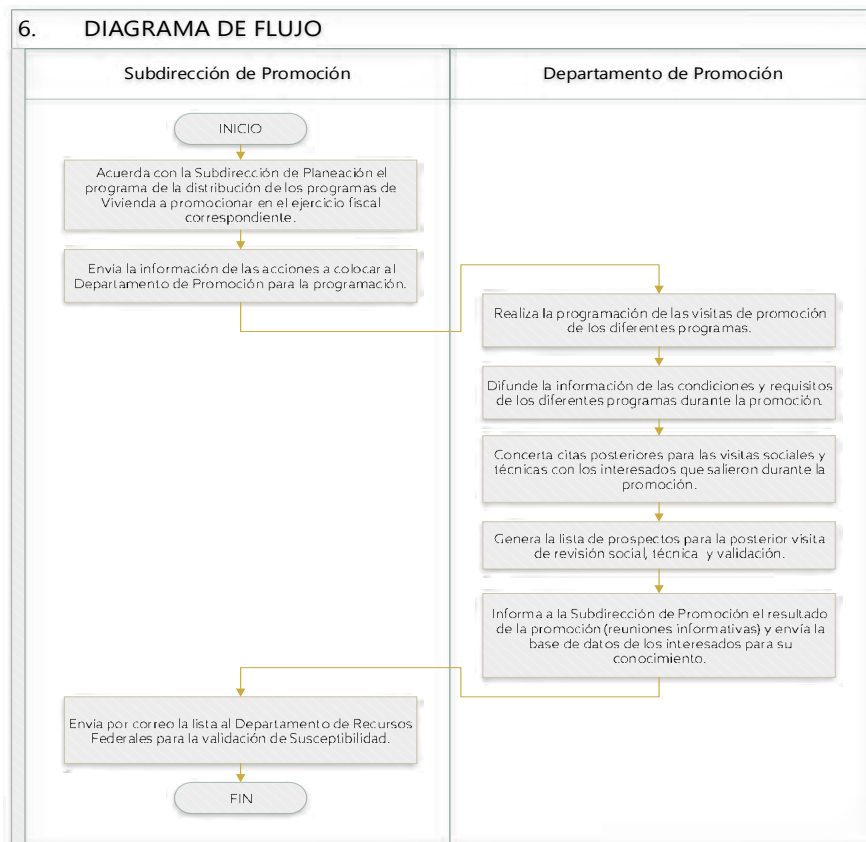 6. DIAGRAMA DE FLUJO
Subdirección de Promoción
Departamento de Promoción
INICIO
Acuerda con la Subdirección de Planeación el
programa de la distribución de los programas de
Vivienda a promocionar en el ejercicio fiscal
correspondiente.
Envía la información de las acciones a colocar al
Departamento de Promoción para la programación.
Realiza la programación de las visitas de promoción
de los diferentes programas.
Difunde la información de las condiciones y requisitos
de los diferentes programas durante la promoción.
Concerta citas posteriores para las visitas sociales y
técnicas con los interesados que salieron durante la
promoción.
Genera la lista de prospectos para la posterior visita
de revisión social, técnica y validación.
Informa a la Subdirección de Promoción el resultado
de la promoción (reuniones informativas) y envía la
base de datos de los interesados para su
conocimiento.
Envia por correo la lista al Departamento de Recursos
Federales para la validación de Susceptibilidad.
FIN